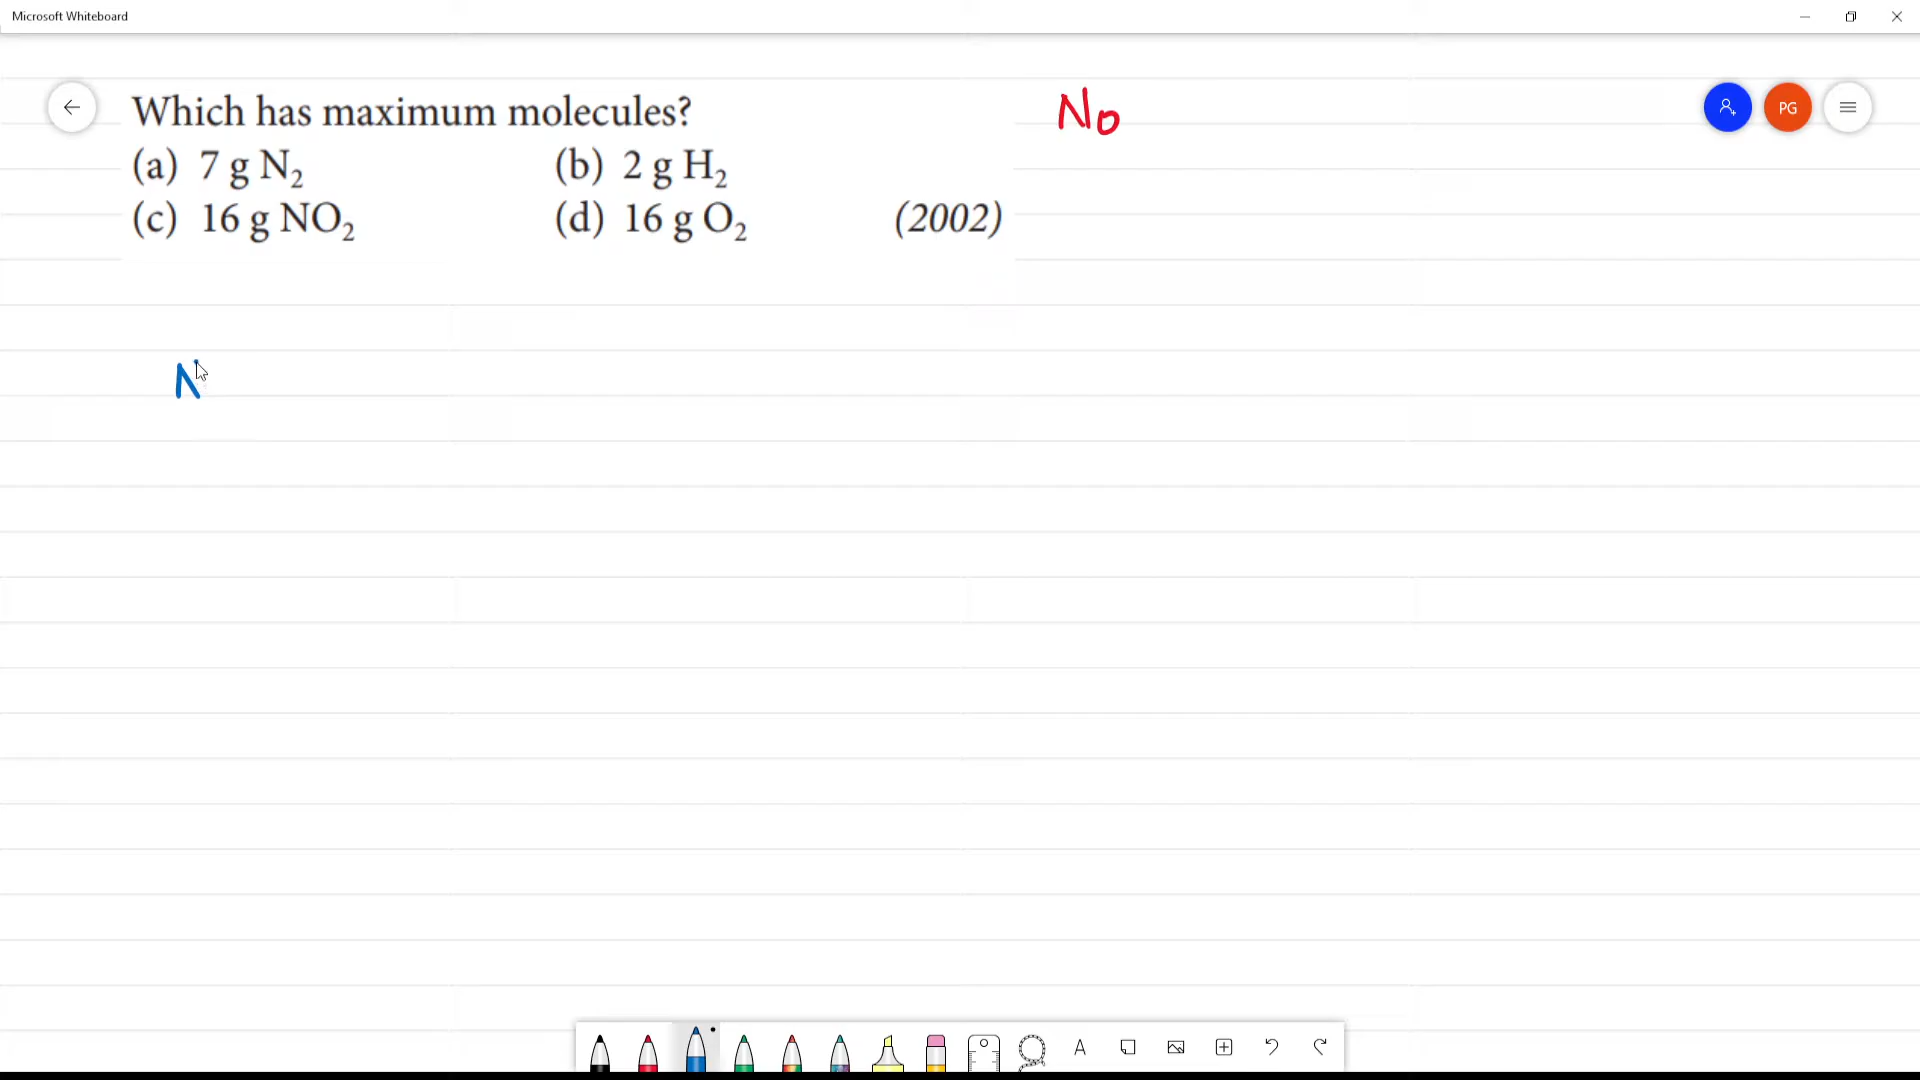 Microsoft Whiteboard
Which has maximum molecules?
No
PG
(a) 7 g N₂ (b) 2 g H₂
(c) 16 g NO₂ (d) 16 g O₂ (2002)
N
A